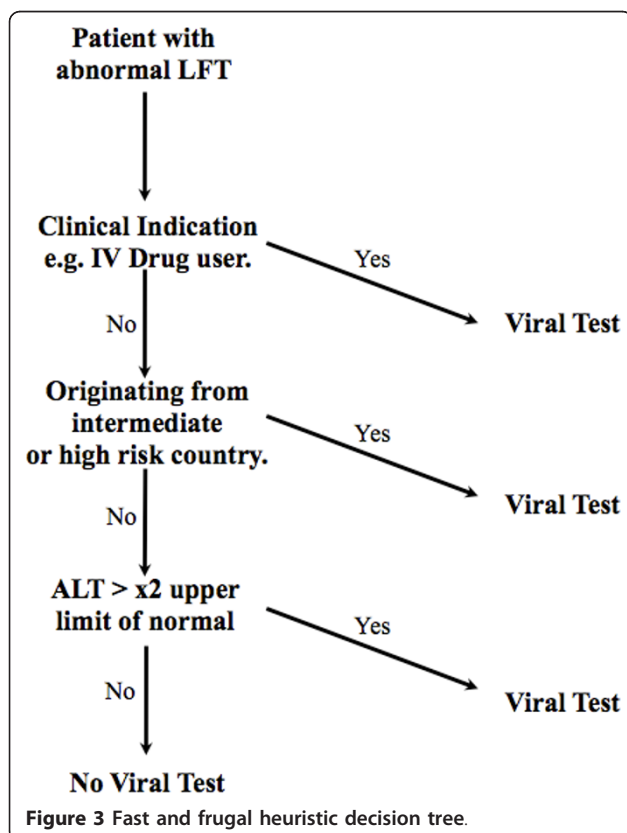 Patient with
abnormal LFT
Clinical Indication
e.g. IV Drug user.
Yes
Viral Test
No
Originating from
intermediate
or high risk country.
Yes
Viral Test
No
ALT > x2 upper
limit of normal
Yes
Viral Test
No
No Viral Test
Figure 3 Fast and frugal heuristic decision tree.